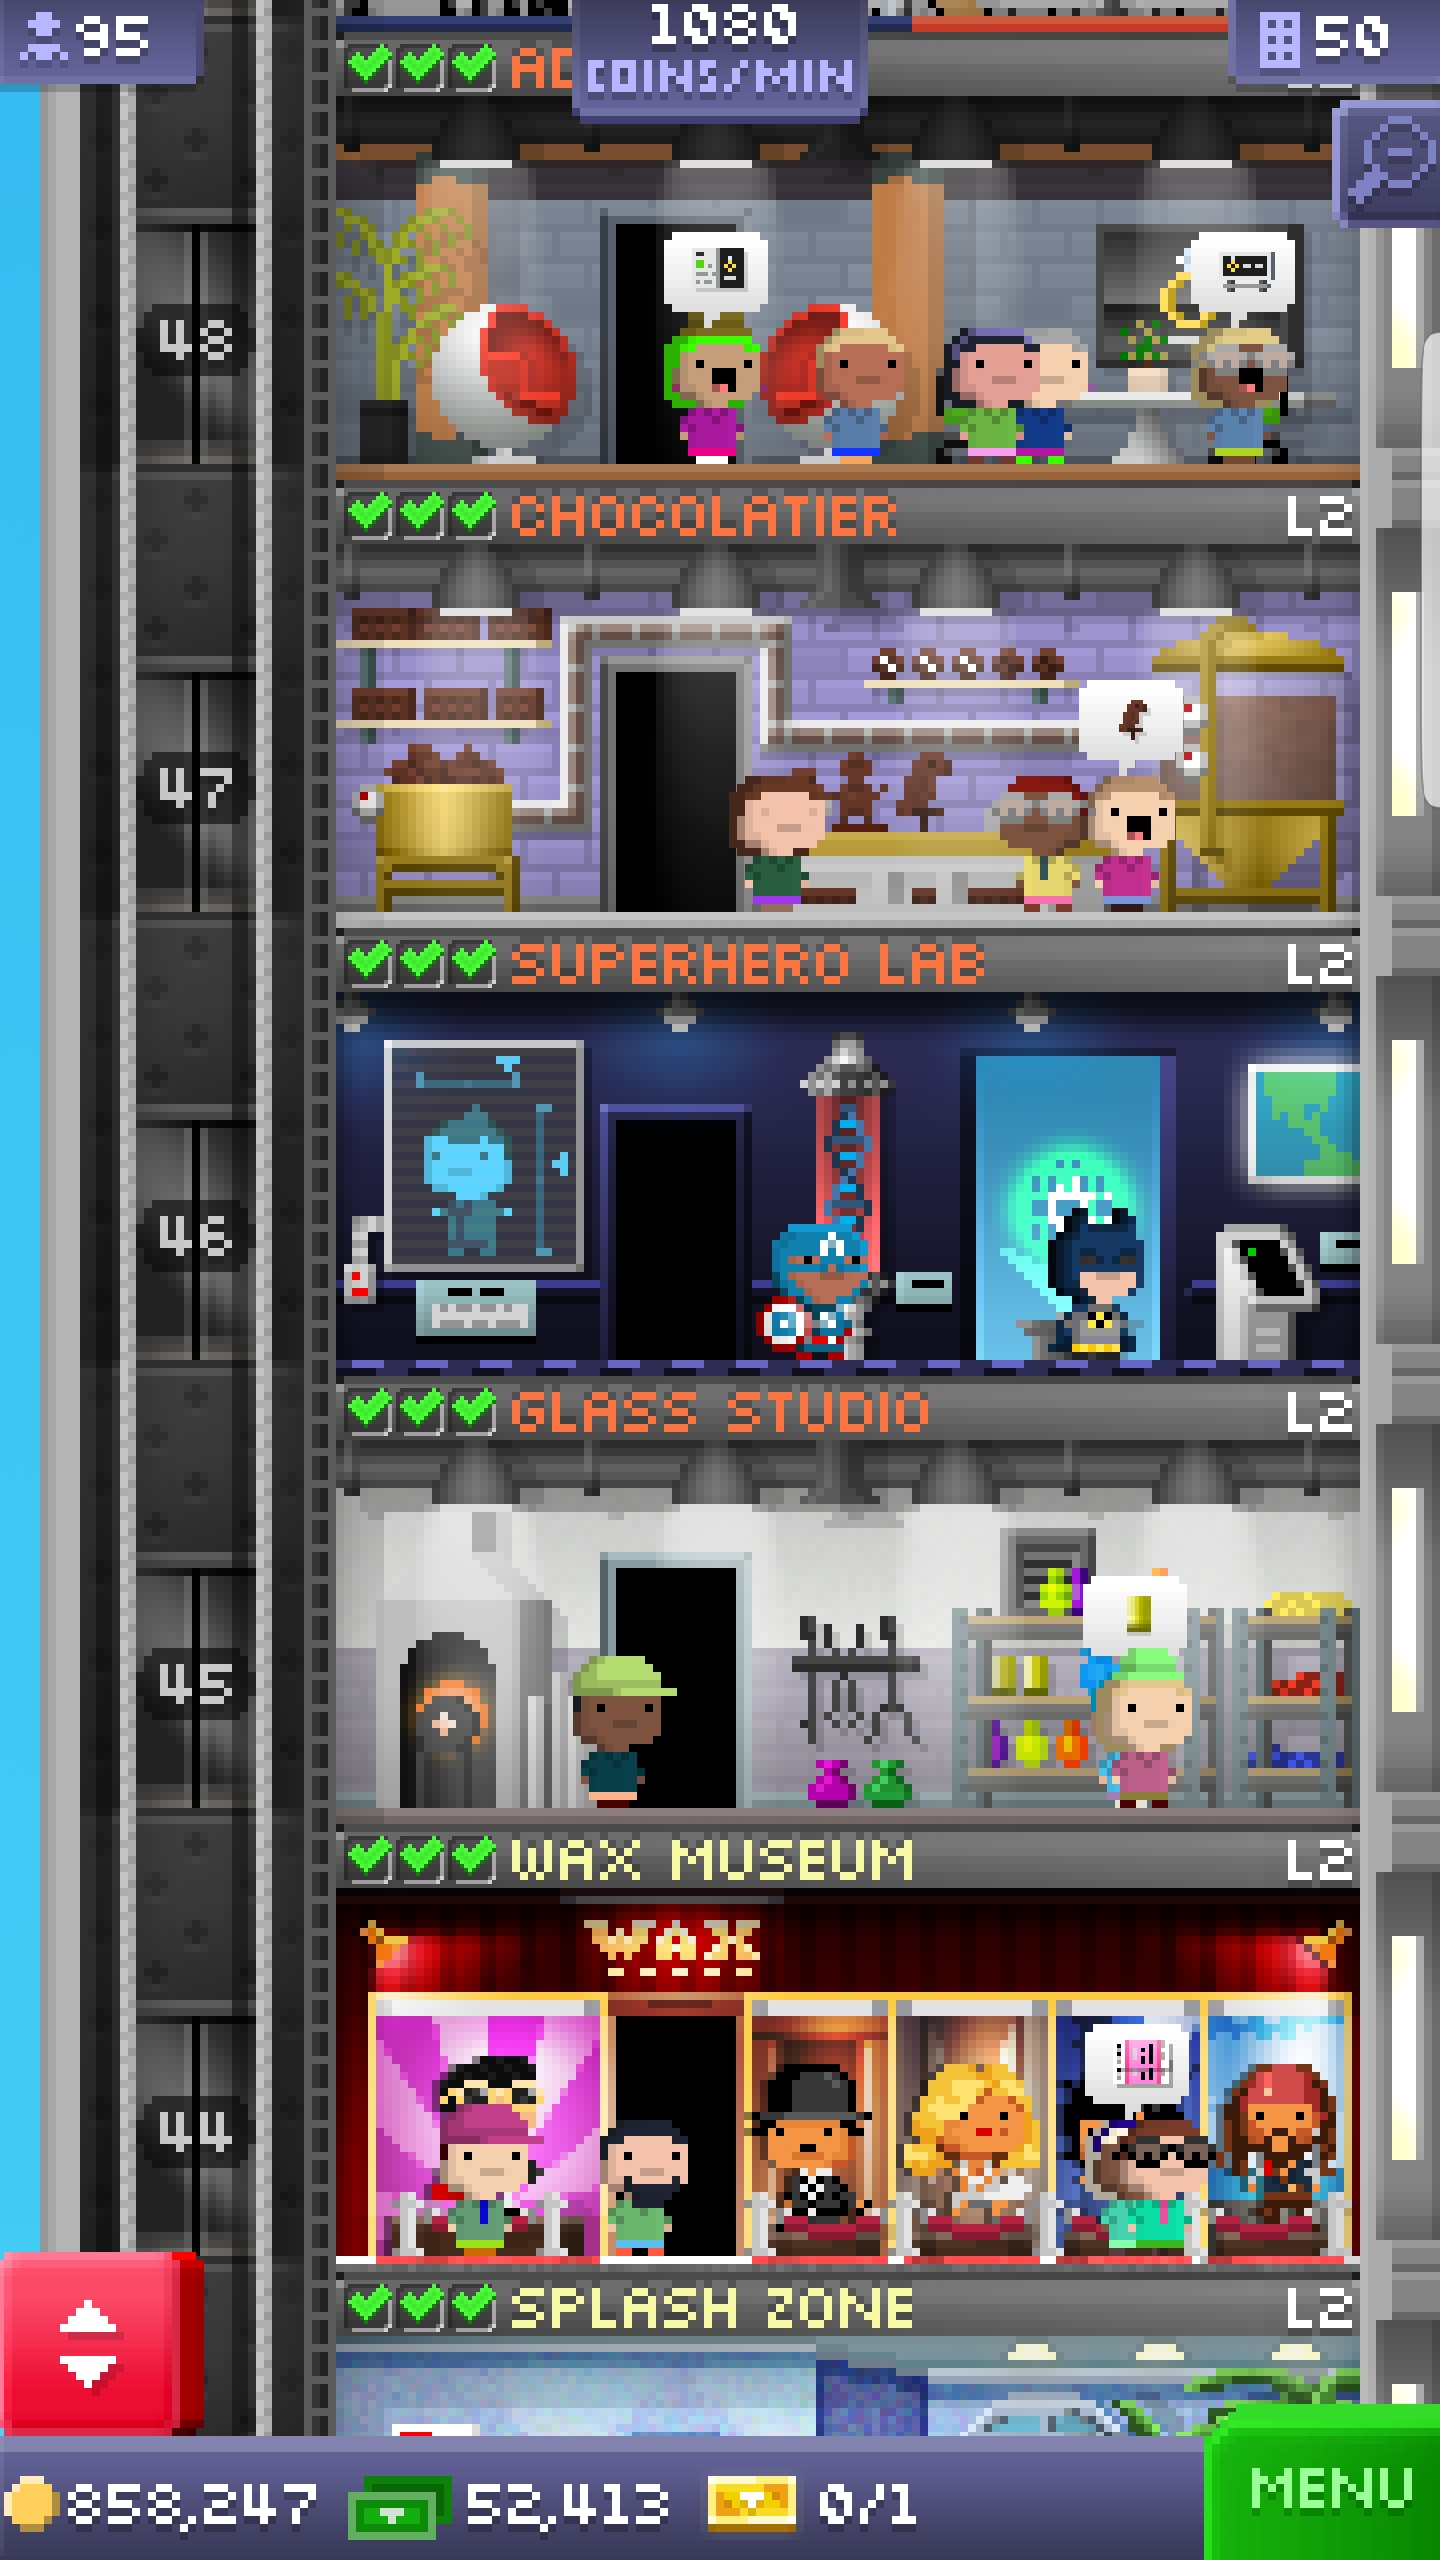 95
1080
COINS/MIN
50
48
CHOCOLATIER L2
47
SUPERHERO LAB L2
46
GLASS STUDIO L2
45
WAX MUSEUM L2
WAX
44
SPLASH ZONE L2
858,247 52,413 0/1
MENU